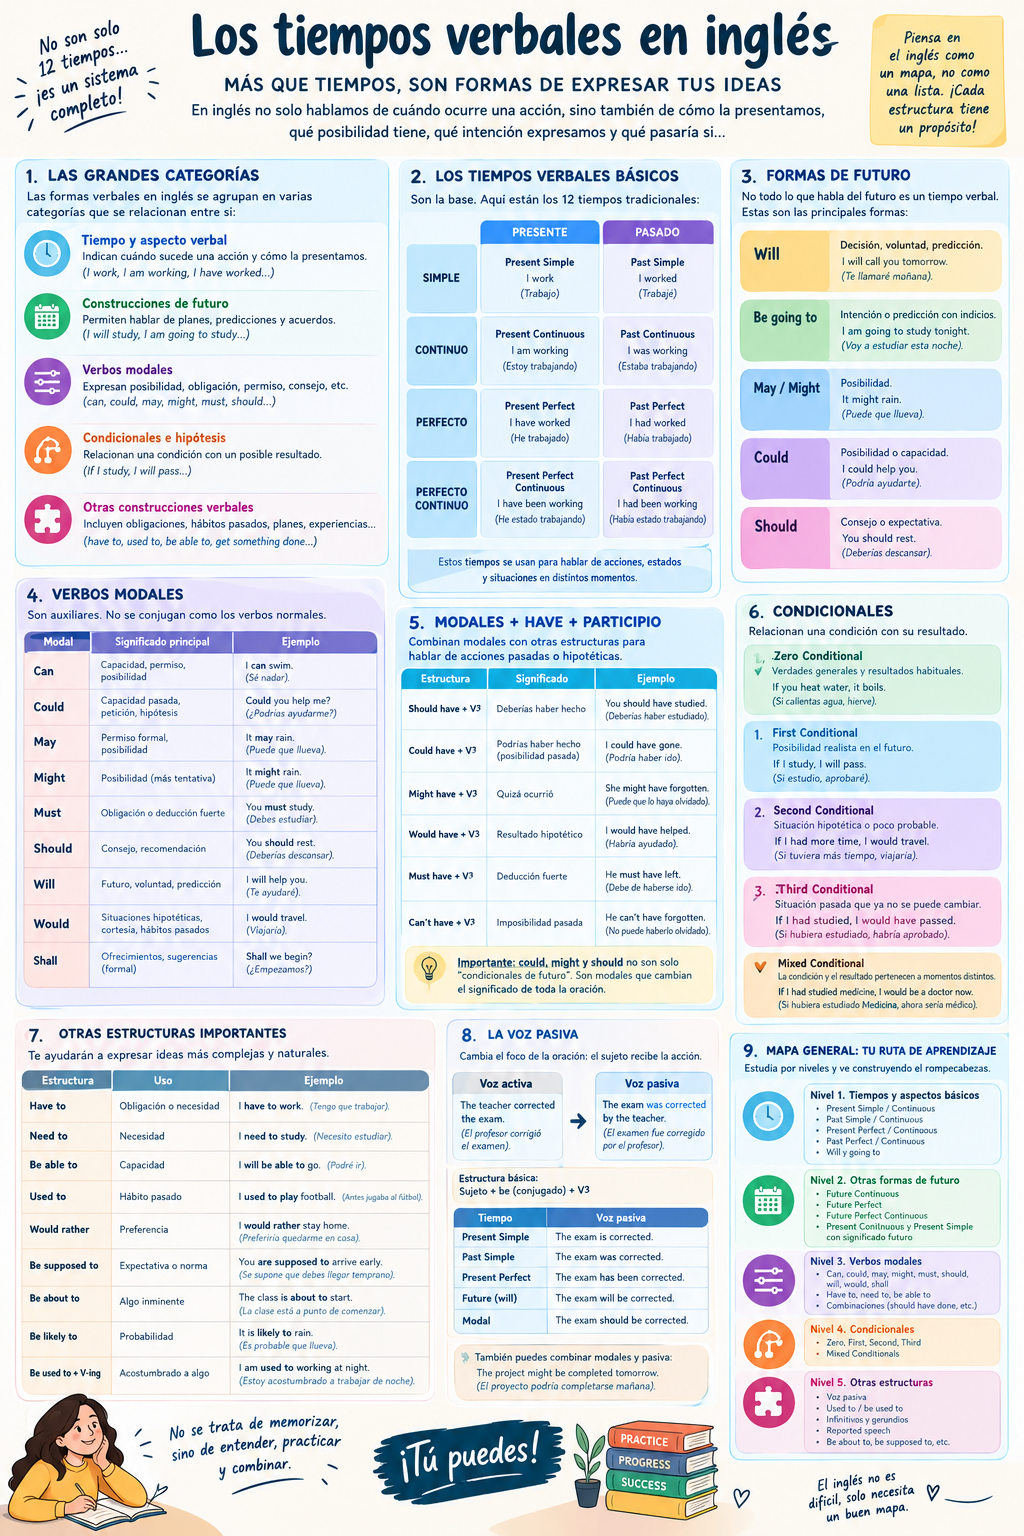 No son solo
12 tiempos...
¡es un sistema
completo!
Los tiempos verbales en inglés
MÁS QUE TIEMPOS, SON FORMAS DE EXPRESAR TUS IDEAS
En inglés no solo hablamos de cuándo ocurre una acción, sino también de cómo la presentamos,
qué posibilidad tiene, qué intención expresamos y qué pasaría si...
Piensa en
el inglés como
un mapa, no como
una lista. ¡Cada
estructura tiene
un propósito!
1. LAS GRANDES CATEGORÍAS
Las formas verbales en inglés se agrupan en varias
categorías que se relacionan entre si:
Tiempo y aspecto verbal
Indican cuándo sucede una acción y cómo la presentamos.
(I work, I am working, I have worked...)
Construcciones de futuro
Permiten hablar de planes, predicciones y acuerdos.
(I will study, I am going to study...)
Verbos modales
Expresan posibilidad, obligación, permiso, consejo, etc.
(can, could, may, might, must, should...)
Condicionales e hipótesis
Relacionan una condición con un posible resultado.
(If I study, I will pass...)
Otras construcciones verbales
Incluyen obligaciones, hábitos pasados, planes, experiencias...
(have to, used to, be able to, get something done...)
2. LOS TIEMPOS VERBALES BÁSICOS
Son la base. Aqui están los 12 tiempos tradicionales:
PRESENTE PASADO
SIMPLE
Present Simple
I work
(Trabajo)
Past Simple
I worked
(Trabajé)
CONTINUO
Present Continuous
I am working
(Estoy trabajando)
Past Continuous
I was working
(Estaba trabajando)
PERFECTO
Present Perfect
I have worked
(He trabajado)
Past Perfect
I had worked
(Había trabajado)
PERFECTO
CONTINUO
Present Perfect
Continuous
I have been working
(He estado trabajando)
Past Perfect
Continuous
I had been working
(Había estado trabajando)
Estos tiempos se usan para hablar de acciones, estados
y situaciones en distintos momentos.
3. FORMAS DE FUTURO
No todo lo que habla del futuro es un tiempo verbal.
Estas son las principales formas:
Will
Decisión, voluntad, predicción.
I will call you tomorrow.
(Te llamaré mañana).
Be going to
Intención o predicción con indicios.
I am going to study tonight.
(Voy a estudiar esta noche).
May / Might
Posibilidad.
It might rain.
(Puede que llueva).
Could
Posibilidad o capacidad.
I could help you.
(Podría ayudarte).
Should
Consejo o expectativa.
You should rest.
(Deberías descansar).
4. VERBOS MODALES
Son auxiliares. No se conjugan como los verbos normales.
Modal Significado principal Ejemplo
Can
Capacidad, permiso,
posibilidad
I can swim.
(Sé nadar).
Could
Capacidad pasada,
petición, hipótesis
Could you help me?
(¿Podrías ayudarme?)
May
Permiso formal,
posibilidad
It may rain.
(Puede que llueva).
Might
Posibilidad (más tentativa)
It might rain.
(Puede que llueva).
Must
Obligación o deducción fuerte
You must study.
(Debes estudiar).
Should
Consejo, recomendación
You should rest.
(Deberías descansar).
Will
Futuro, voluntad, predicción
I will help you.
(Te ayudaré).
Would
Situaciones hipotéticas,
cortesía, hábitos pasados
I would travel.
(Viajaría).
Shall
Ofrecimientos, sugerencias
(formal)
Shall we begin?
(¿Empezamos?)
5. MODALES + HAVE + PARTICIPIO
Combinan modales con otras estructuras para
hablar de acciones pasadas o hipotéticas.
Estructura Significado Ejemplo
Should have + V3
Deberías haber hecho
You should have studied.
(Deberías haber estudiado).
Could have + V3
Podrías haber hecho
(posibilidad pasada)
I could have gone.
(Podría haber ido).
Might have + V3
Quizá ocurrió
She might have forgotten.
(Puede que lo haya olvidado).
Would have + V3
Resultado hipotético
I would have helped.
(Habría ayudado).
Must have + V3
Deducción fuerte
He must have left.
(Debe de haberse ido).
Can't have + V3
Imposibilidad pasada
He can't have forgotten.
(No puede haberlo olvidado).
Importante: could, might y should no son solo
"condicionales de futuro". Son modales que cambian
el significado de toda la oración.
6. CONDICIONALES
Relacionan una condición con su resultado.
Zero Conditional
Verdades generales y resultados habituales.
If you heat water, it boils.
(Si calientas agua, hierve).
1. First Conditional
Posibilidad realista en el futuro.
If I study, I will pass.
(Si estudio, aprobaré).
2. Second Conditional
Situación hipotética o poco probable.
If I had more time, I would travel.
(Si tuviera más tiempo, viajaría).
3. Third Conditional
Situación pasada que ya no se puede cambiar.
If I had studied, I would have passed.
(Si hubiera estudiado, habría aprobado).
Mixed Conditional
La condición y el resultado pertenecen a momentos distintos.
If I had studied medicine, I would be a doctor now.
(Si hubiera estudiado Medicina, ahora sería médico).
7. OTRAS ESTRUCTURAS IMPORTANTES
Te ayudarán a expresar ideas más complejas y naturales.
Estructura Uso Ejemplo
Have to Obligación o necesidad I have to work. (Tengo que trabajar).
Need to Necesidad I need to study. (Necesito estudiar).
Be able to Capacidad I will be able to go. (Podré ir).
Used to Hábito pasado I used to play football. (Antes jugaba al fútbol).
Would rather Preferencia
I would rather stay home.
(Preferiría quedarme en casa).
Be supposed to Expectativa o norma
You are supposed to arrive early.
(Se supone que debes llegar temprano).
Be about to Algo inminente
The class is about to start.
(La clase está a punto de comenzar).
Be likely to Probabilidad
It is likely to rain.
(Es probable que llueva).
Be used to + V-ing Acostumbrado a algo
I am used to working at night.
(Estoy acostumbrado a trabajar de noche).
8. LA VOZ PASIVA
Cambia el foco de la oración: el sujeto recibe la acción.
Voz activa
The teacher corrected
the exam.
(El profesor corrigió
el examen).
Voz pasiva
The exam was corrected
by the teacher.
(El examen fue corregido
por el profesor).
Estructura básica:
Sujeto + be (conjugado) + V3
Tiempo Voz pasiva
Present Simple The exam is corrected.
Past Simple The exam was corrected.
Present Perfect The exam has been corrected.
Future (will) The exam will be corrected.
Modal The exam should be corrected.
También puedes combinar modales y pasiva:
The project might be completed tomorrow.
(El proyecto podría completarse mañana).
9. MAPA GENERAL: TU RUTA DE APRENDIZAJE
Estudia por niveles y ve construyendo el rompecabezas.
Nivel 1. Tiempos y aspectos básicos
• Present Simple / Continuous
• Past Simple / Continuous
• Present Perfect / Continuous
• Past Perfect / Continuous
• Will y going to
Nivel 2. Otras formas de futuro
• Future Continuous
• Future Perfect
• Future Perfect Continuous
• Present Conitnuous y Present Simple
con significado futuro
Nivel 3. Verbos modales
• Can, could, may, might, must, should,
will, would, shall
• Have to, need to, be able to
• Combinaciones (should have done, etc.)
Nivel 4. Condicionales
• Zero, First, Second, Third
• Mixed Conditionals
Nivel 5. Otras estructuras
• Voz pasiva
• Used to / be used to
• Infinitivos y gerundios
• Reported speech
• Be about to, be supposed to, etc.
No se trata de memorizar,
sino de entender, practicar
y combinar.
¡Tú puedes!
PRACTICE
PROGRESS
SUCCESS
El inglés no es
difícil, solo necesita
un buen mapa.